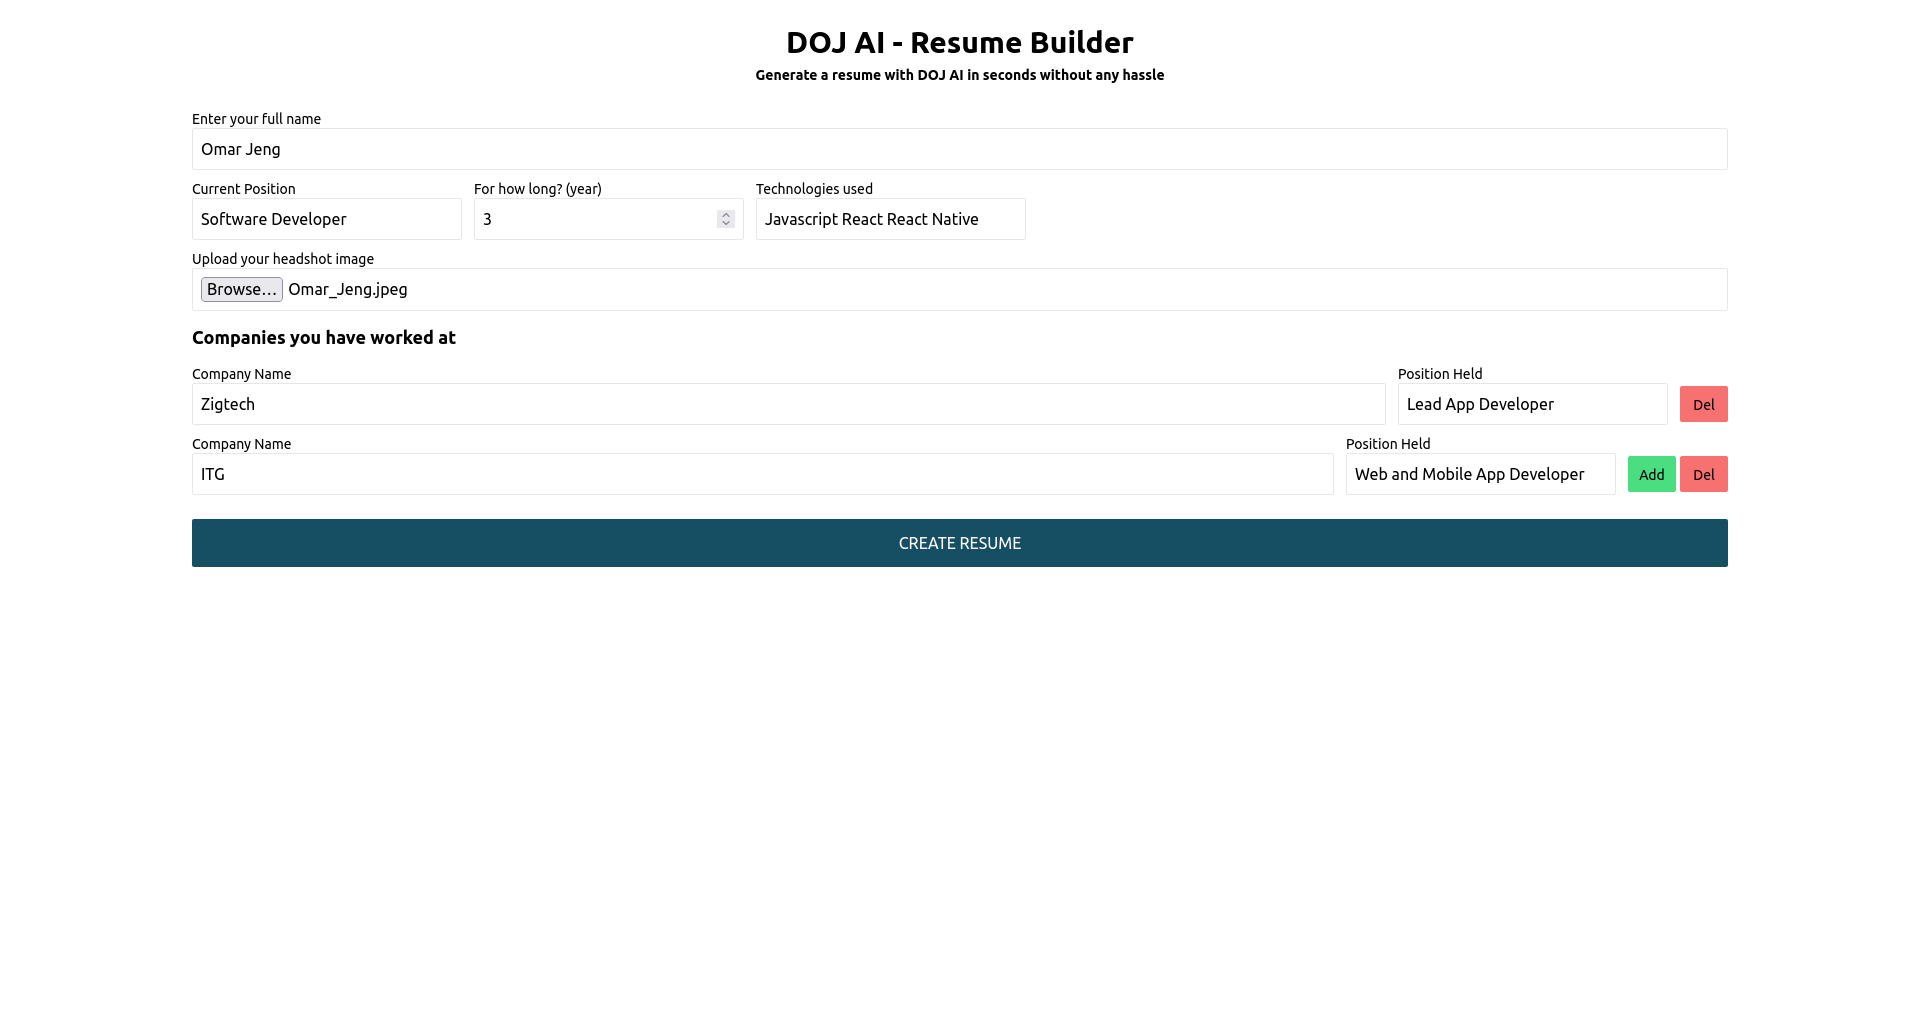 DOJ AI - Resume Builder
Generate a resume with DOJ AI in seconds without any hassle
Enter your full name
Omar Jeng
Current Position For how long? (year) Technologies used
Software Developer 3 Javascript React React Native
Upload your headshot image
Browse... Omar_Jeng.jpeg
Companies you have worked at
Company Name Position Held
Zigtech Lead App Developer Del
Company Name Position Held
ITG Web and Mobile App Developer Add Del
CREATE RESUME